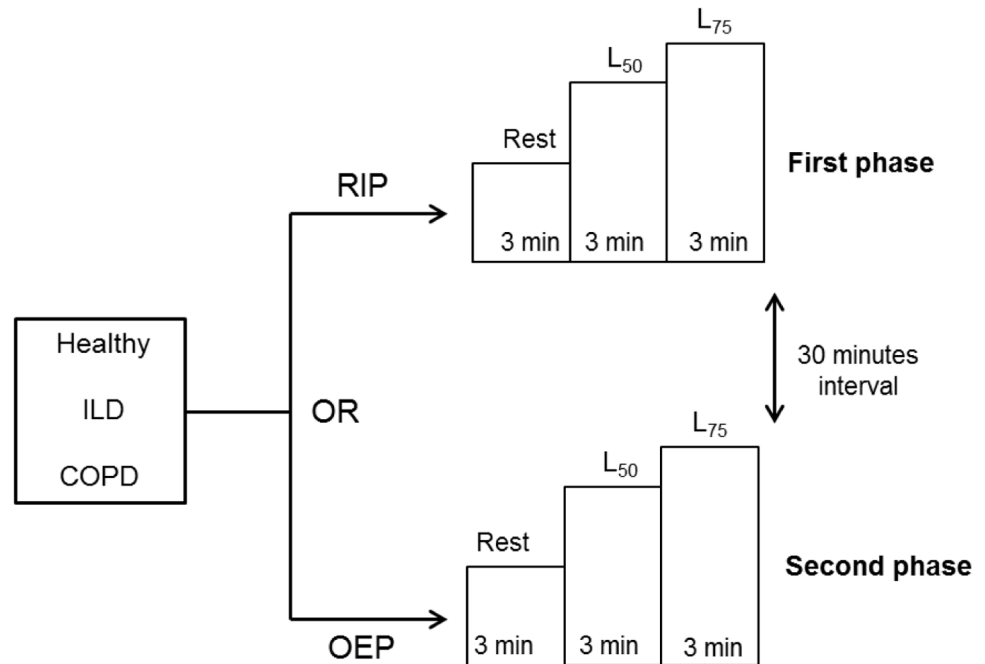 Healthy
ILD
COPD
OR
RIP
Rest
L₅₀
L₇₅
3 min
3 min
3 min
First phase
30 minutes
interval
OEP
Rest
L₅₀
L₇₅
3 min
3 min
3 min
Second phase